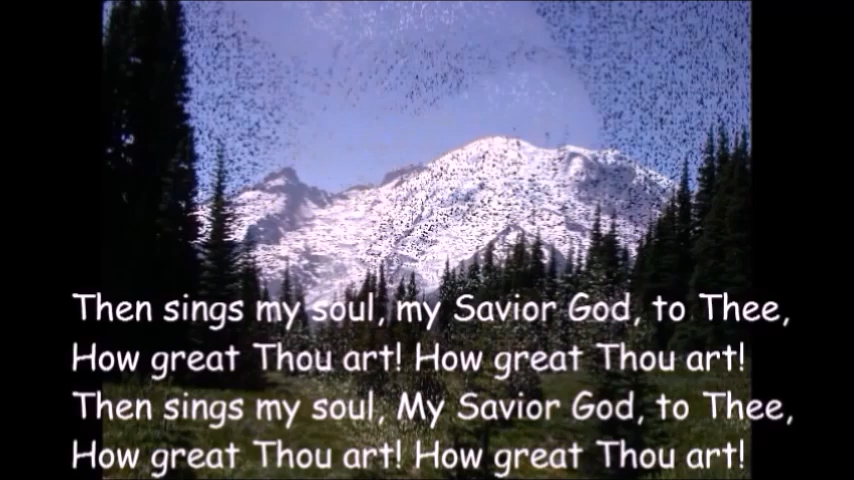 Then sings my soul, my Savior God, to Thee,
How great Thou art! How great Thou art!
Then sings my soul, My Savior God, to Thee,
How great Thou art! How great Thou art!